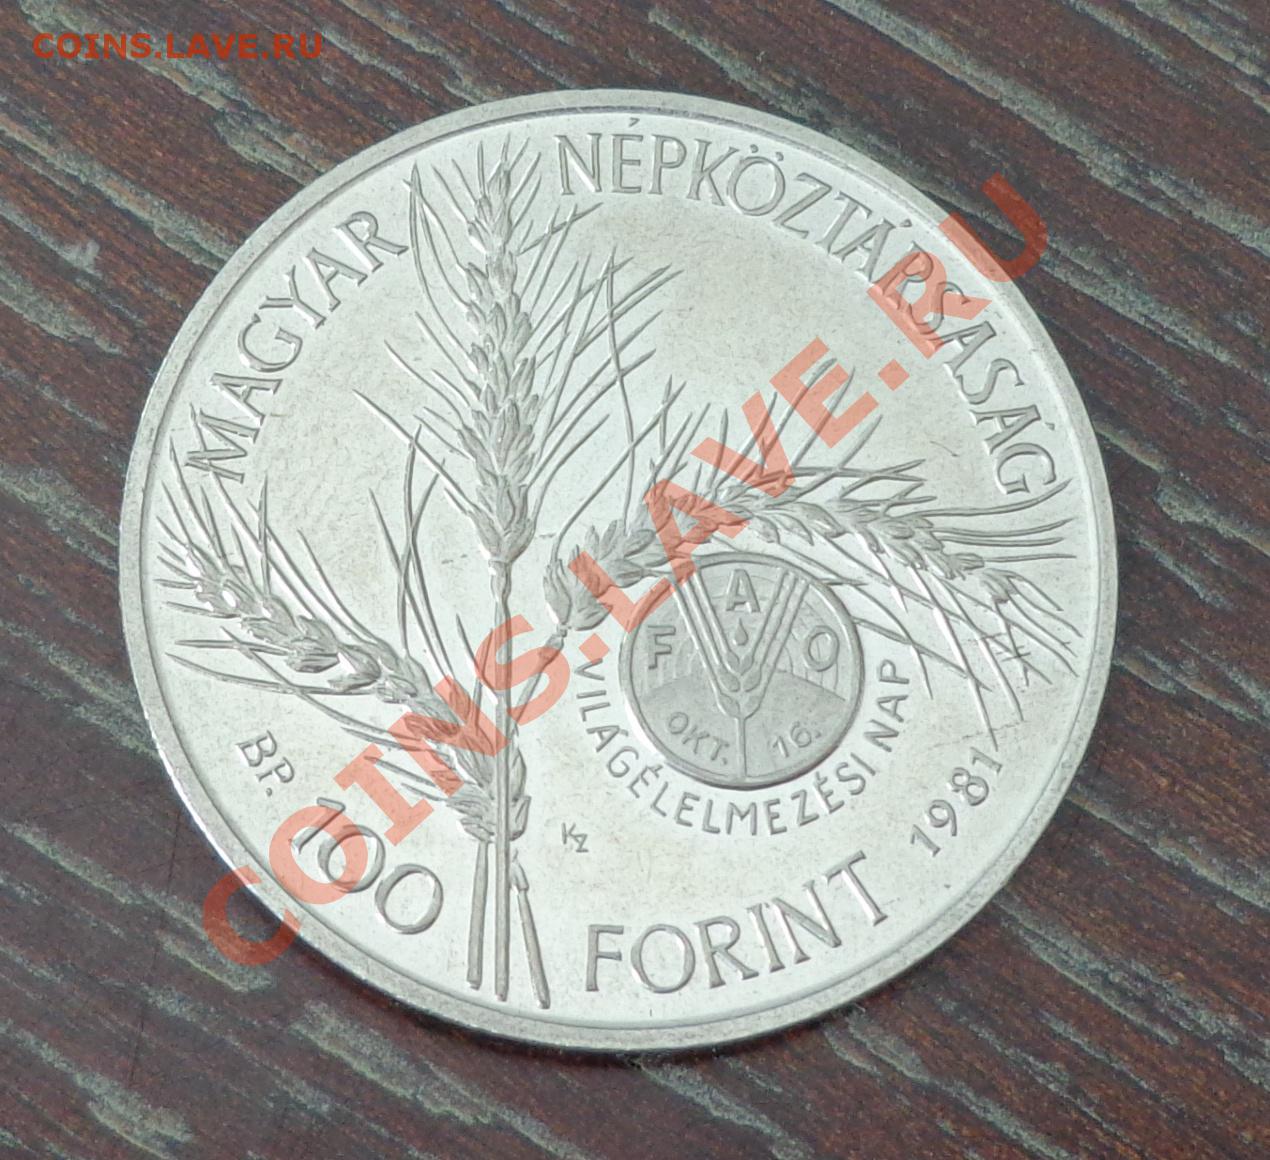 COINS.LAVE.RU
MAGYAR NÉPKÖZTÁRSASÁG
F A O
OKT. 16.
VILÁGÉLELMEZÉSI NAP
BP.
KZ
100 FORINT 1981
COINS.LAVE.RU